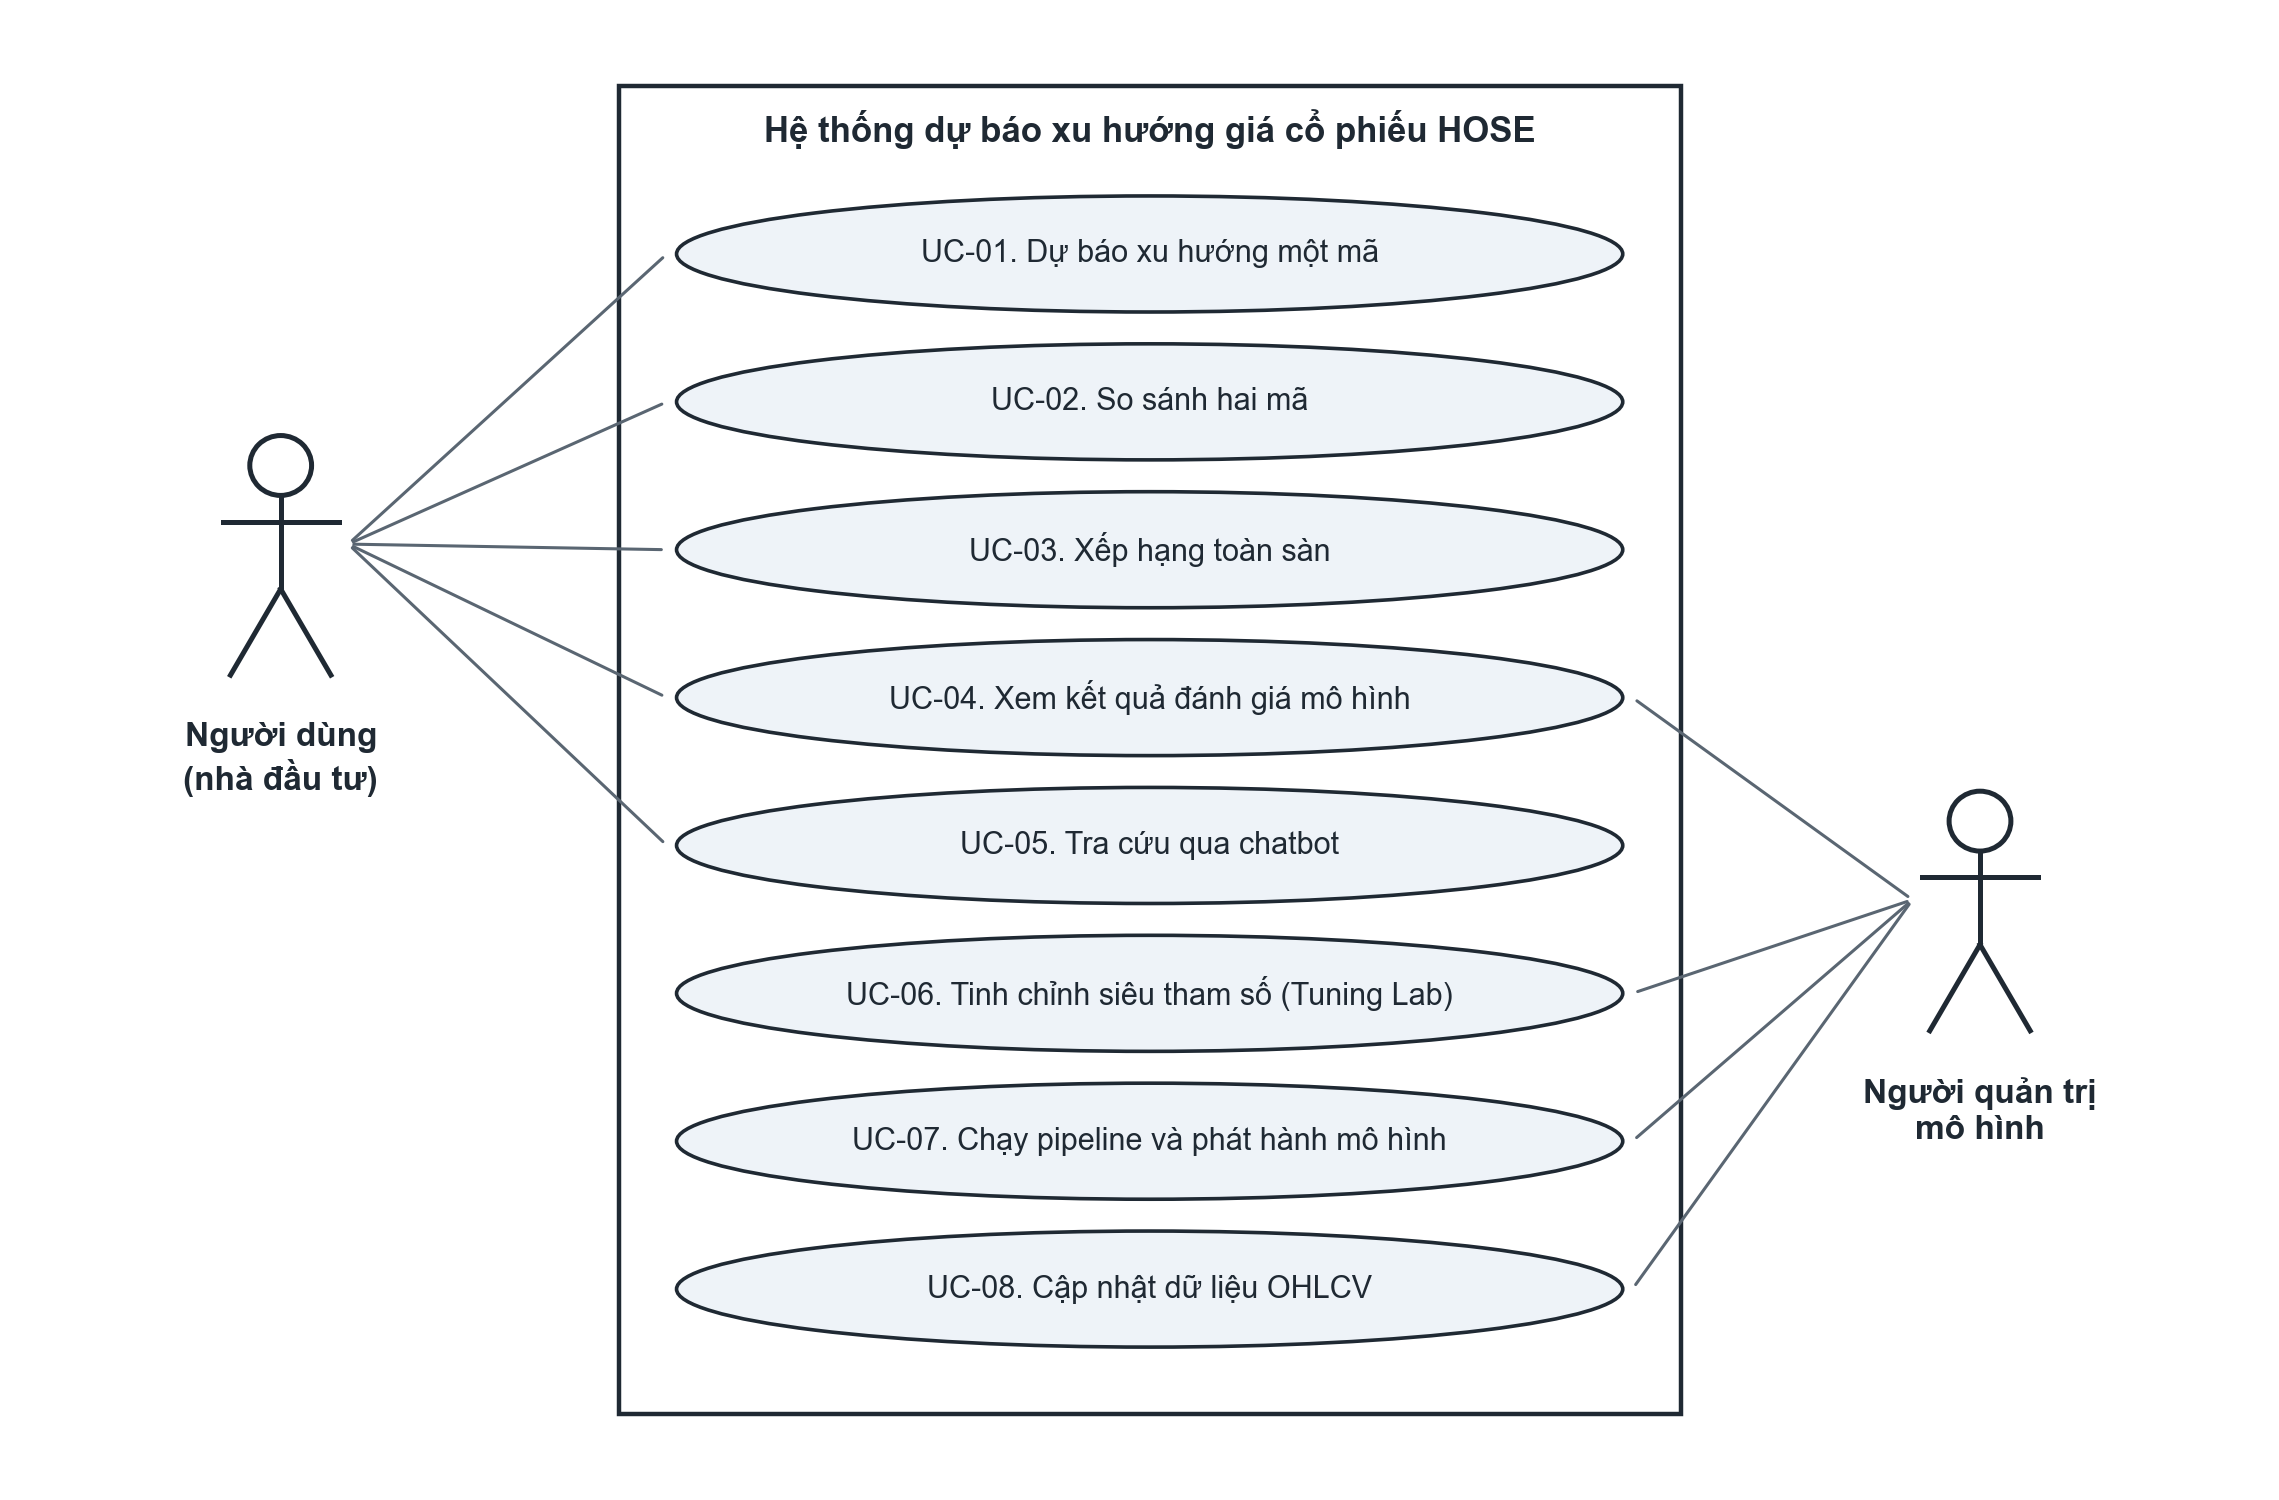 Hệ thống dự báo xu hướng giá cổ phiếu HOSE
UC-01. Dự báo xu hướng một mã
UC-02. So sánh hai mã
UC-03. Xếp hạng toàn sàn
UC-04. Xem kết quả đánh giá mô hình
UC-05. Tra cứu qua chatbot
UC-06. Tinh chỉnh siêu tham số (Tuning Lab)
UC-07. Chạy pipeline và phát hành mô hình
UC-08. Cập nhật dữ liệu OHLCV
Người dùng
(nhà đầu tư)
Người quản trị
mô hình